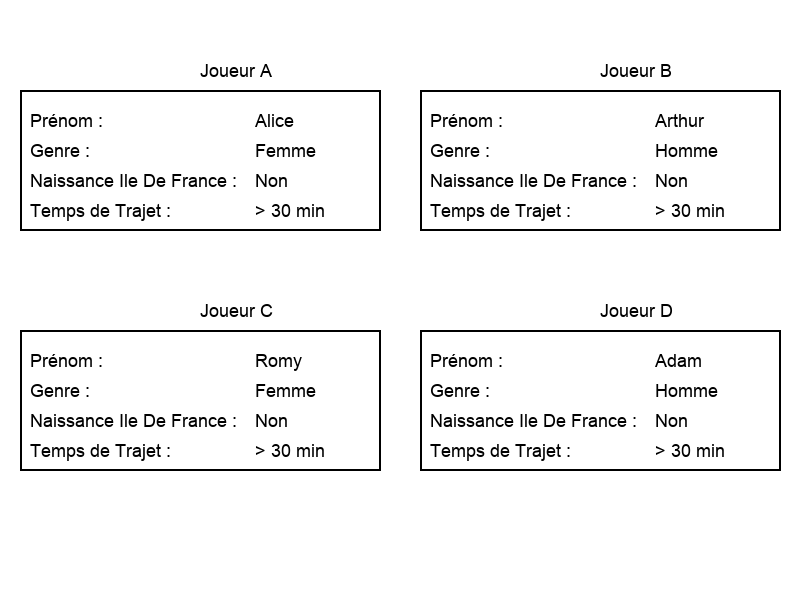 Joueur A
Prénom : Alice
Genre : Femme
Naissance Ile De France : Non
Temps de Trajet : > 30 min
Joueur B
Prénom : Arthur
Genre : Homme
Naissance Ile De France : Non
Temps de Trajet : > 30 min
Joueur C
Prénom : Romy
Genre : Femme
Naissance Ile De France : Non
Temps de Trajet : > 30 min
Joueur D
Prénom : Adam
Genre : Homme
Naissance Ile De France : Non
Temps de Trajet : > 30 min